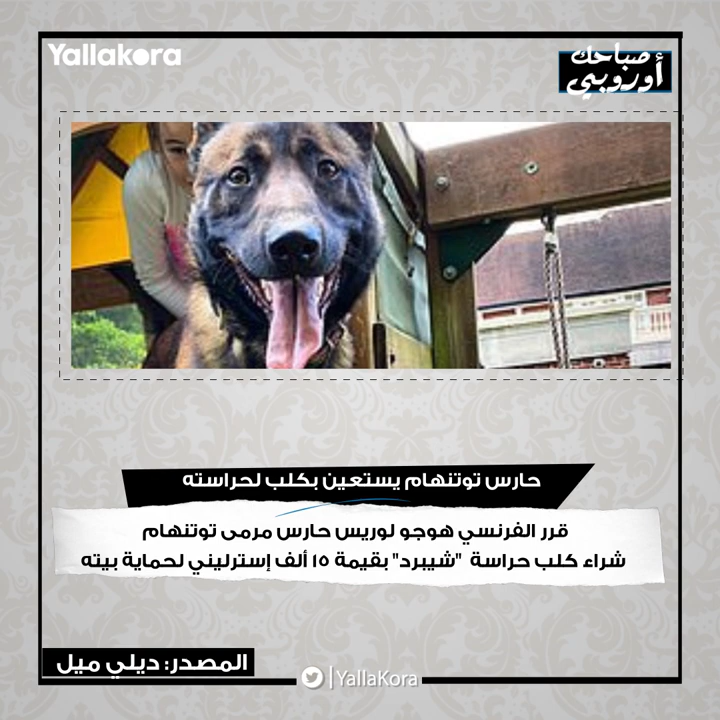 Yallakora
صباحك
أوروبي
حارس توتنهام يستعين بكلب لحراسته
قرر الفرنسي هوجو لوريس حارس مرمى توتنهام
شراء كلب حراسة "شيبرد" بقيمة ١٥ ألف إسترليني لحماية بيته
المصدر: ديلي ميل
YallaKora